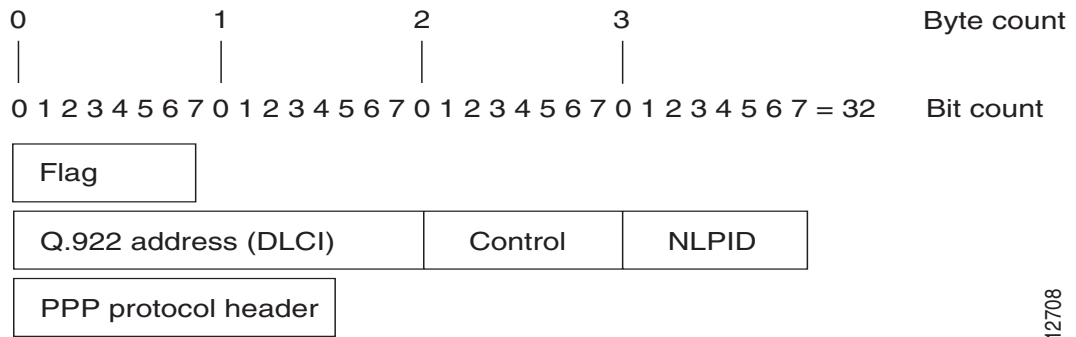 0 1 2 3 Byte count
0 1 2 3 4 5 6 7 0 1 2 3 4 5 6 7 0 1 2 3 4 5 6 7 0 1 2 3 4 5 6 7 = 32 Bit count
Flag
Q.922 address (DLCI) Control NLPID
PPP protocol header
12708